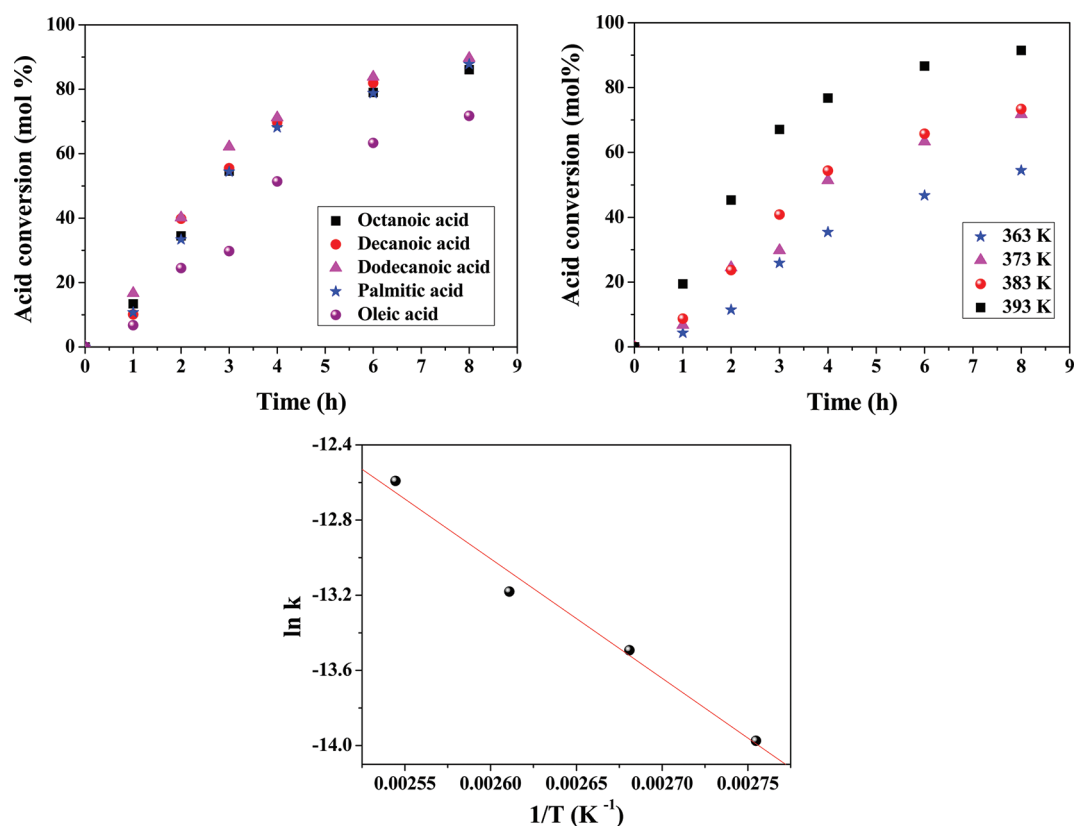 100
80
60
40
20
0
Acid conversion (mol %)
Octanoic acid
Decanoic acid
Dodecanoic acid
Palmitic acid
Oleic acid
0 1 2 3 4 5 6 7 8 9
Time (h)
100
80
60
40
20
0
Acid conversion (mol%)
363 K
373 K
383 K
393 K
0 1 2 3 4 5 6 7 8 9
Time (h)
-12.4
-12.8
-13.2
-13.6
-14.0
ln k
0.00255 0.00260 0.00265 0.00270 0.00275
1/T (K⁻¹)